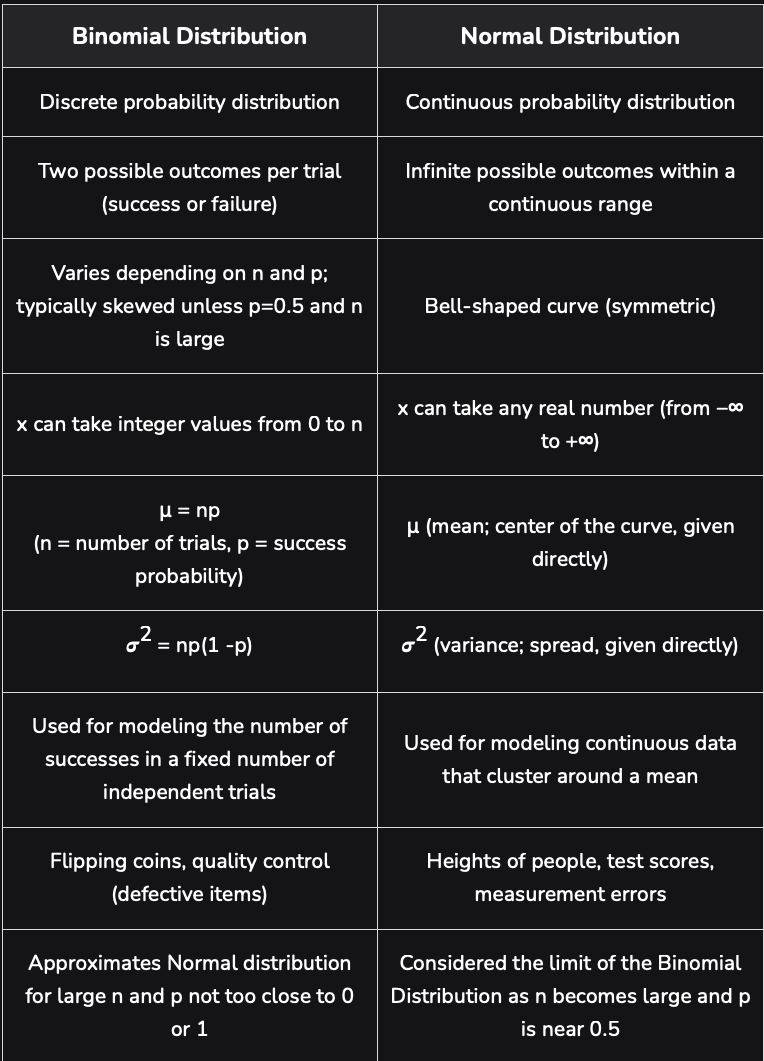 Binomial Distribution
Normal Distribution
Discrete probability distribution
Continuous probability distribution
Two possible outcomes per trial
(success or failure)
Infinite possible outcomes within a
continuous range
Varies depending on n and p;
typically skewed unless p=0.5 and n
is large
Bell-shaped curve (symmetric)
x can take integer values from 0 to n
x can take any real number (from −∞
to +∞)
μ = np
(n = number of trials, p = success
probability)
μ (mean; center of the curve, given
directly)
σ² = np(1 -p)
σ² (variance; spread, given directly)
Used for modeling the number of
successes in a fixed number of
independent trials
Used for modeling continuous data
that cluster around a mean
Flipping coins, quality control
(defective items)
Heights of people, test scores,
measurement errors
Approximates Normal distribution
for large n and p not too close to 0
or 1
Considered the limit of the Binomial
Distribution as n becomes large and p
is near 0.5